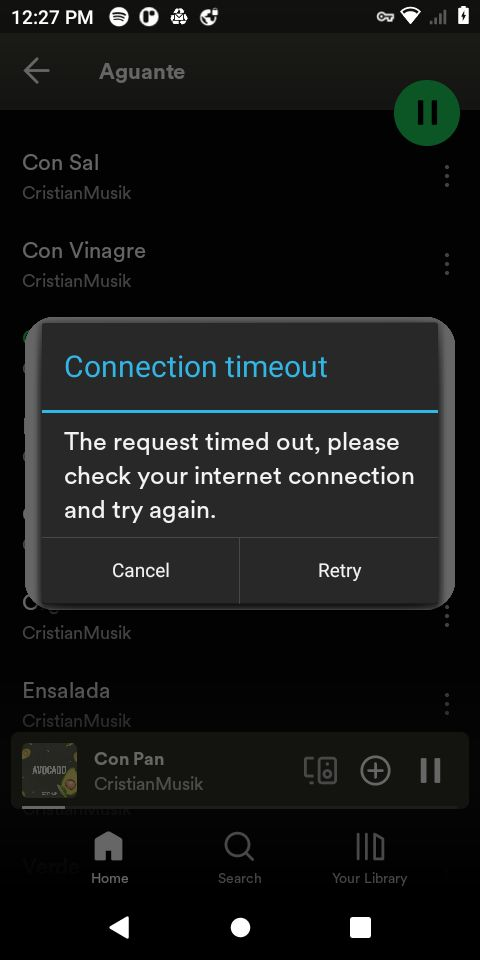 12:27 PM
Aguante
Con Sal
CristianMusik
Con Vinagre
CristianMusik
Connection timeout
The request timed out, please
check your internet connection
and try again.
Cancel
Retry
CristianMusik
Ensalada
CristianMusik
AVOCADO
Con Pan
CristianMusik
CristianMusik
Verde
Home
Search
Your Library